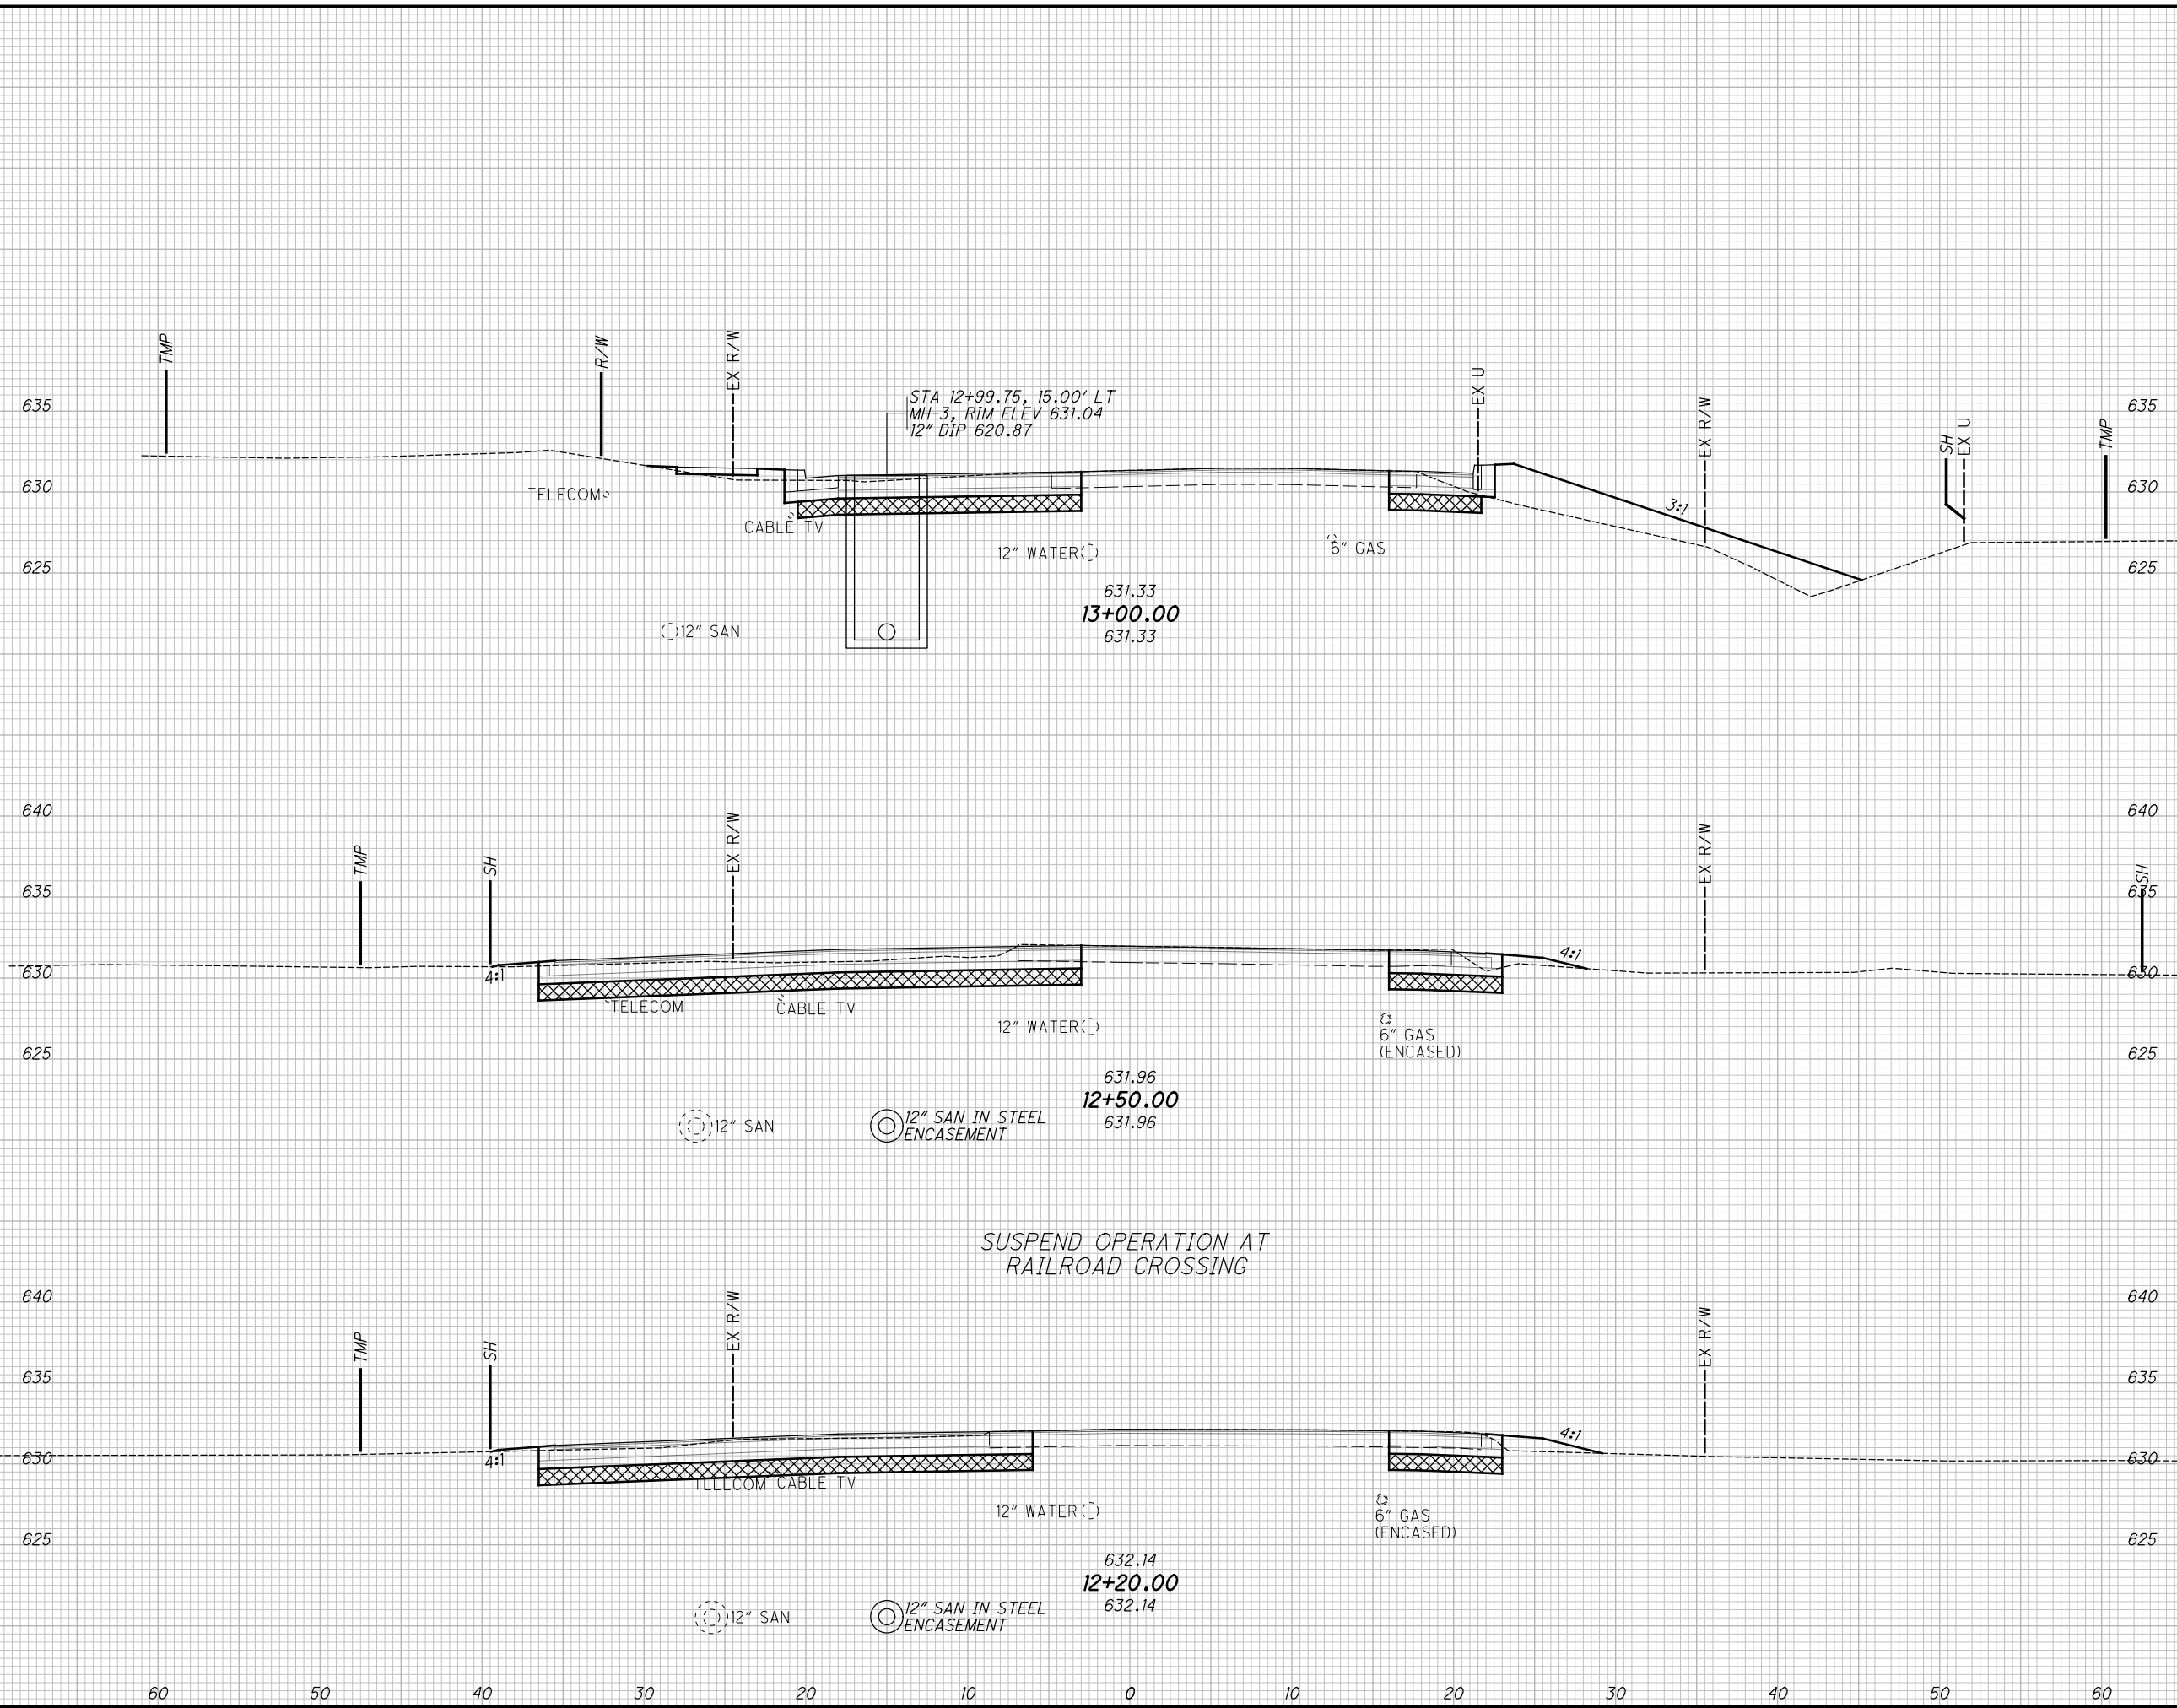 TMP
R/W
EX R/W
STA 12+99.75, 15.00' LT
MH-3, RIM ELEV 631.04
12" DIP 620.87
EX U
EX R/W
SH
EX U
TMP
635
635
630
630
TELECOM
CABLE TV
12" WATER
6" GAS
3:1
625
625
631.33
13+00.00
631.33
12" SAN
640
640
TMP
SH
EX R/W
EX R/W
SH
635
635
630
630
4:1
4:1
TELECOM
CABLE TV
12" WATER
6" GAS
(ENCASED)
625
625
631.96
12+50.00
631.96
12" SAN
12" SAN IN STEEL
ENCASEMENT
SUSPEND OPERATION AT
RAILROAD CROSSING
640
640
TMP
SH
EX R/W
EX R/W
635
635
630
630
4:1
4:1
TELECOM
CABLE TV
12" WATER
6" GAS
(ENCASED)
625
625
632.14
12+20.00
632.14
12" SAN
12" SAN IN STEEL
ENCASEMENT
60 50 40 30 20 10 0 10 20 30 40 50 60